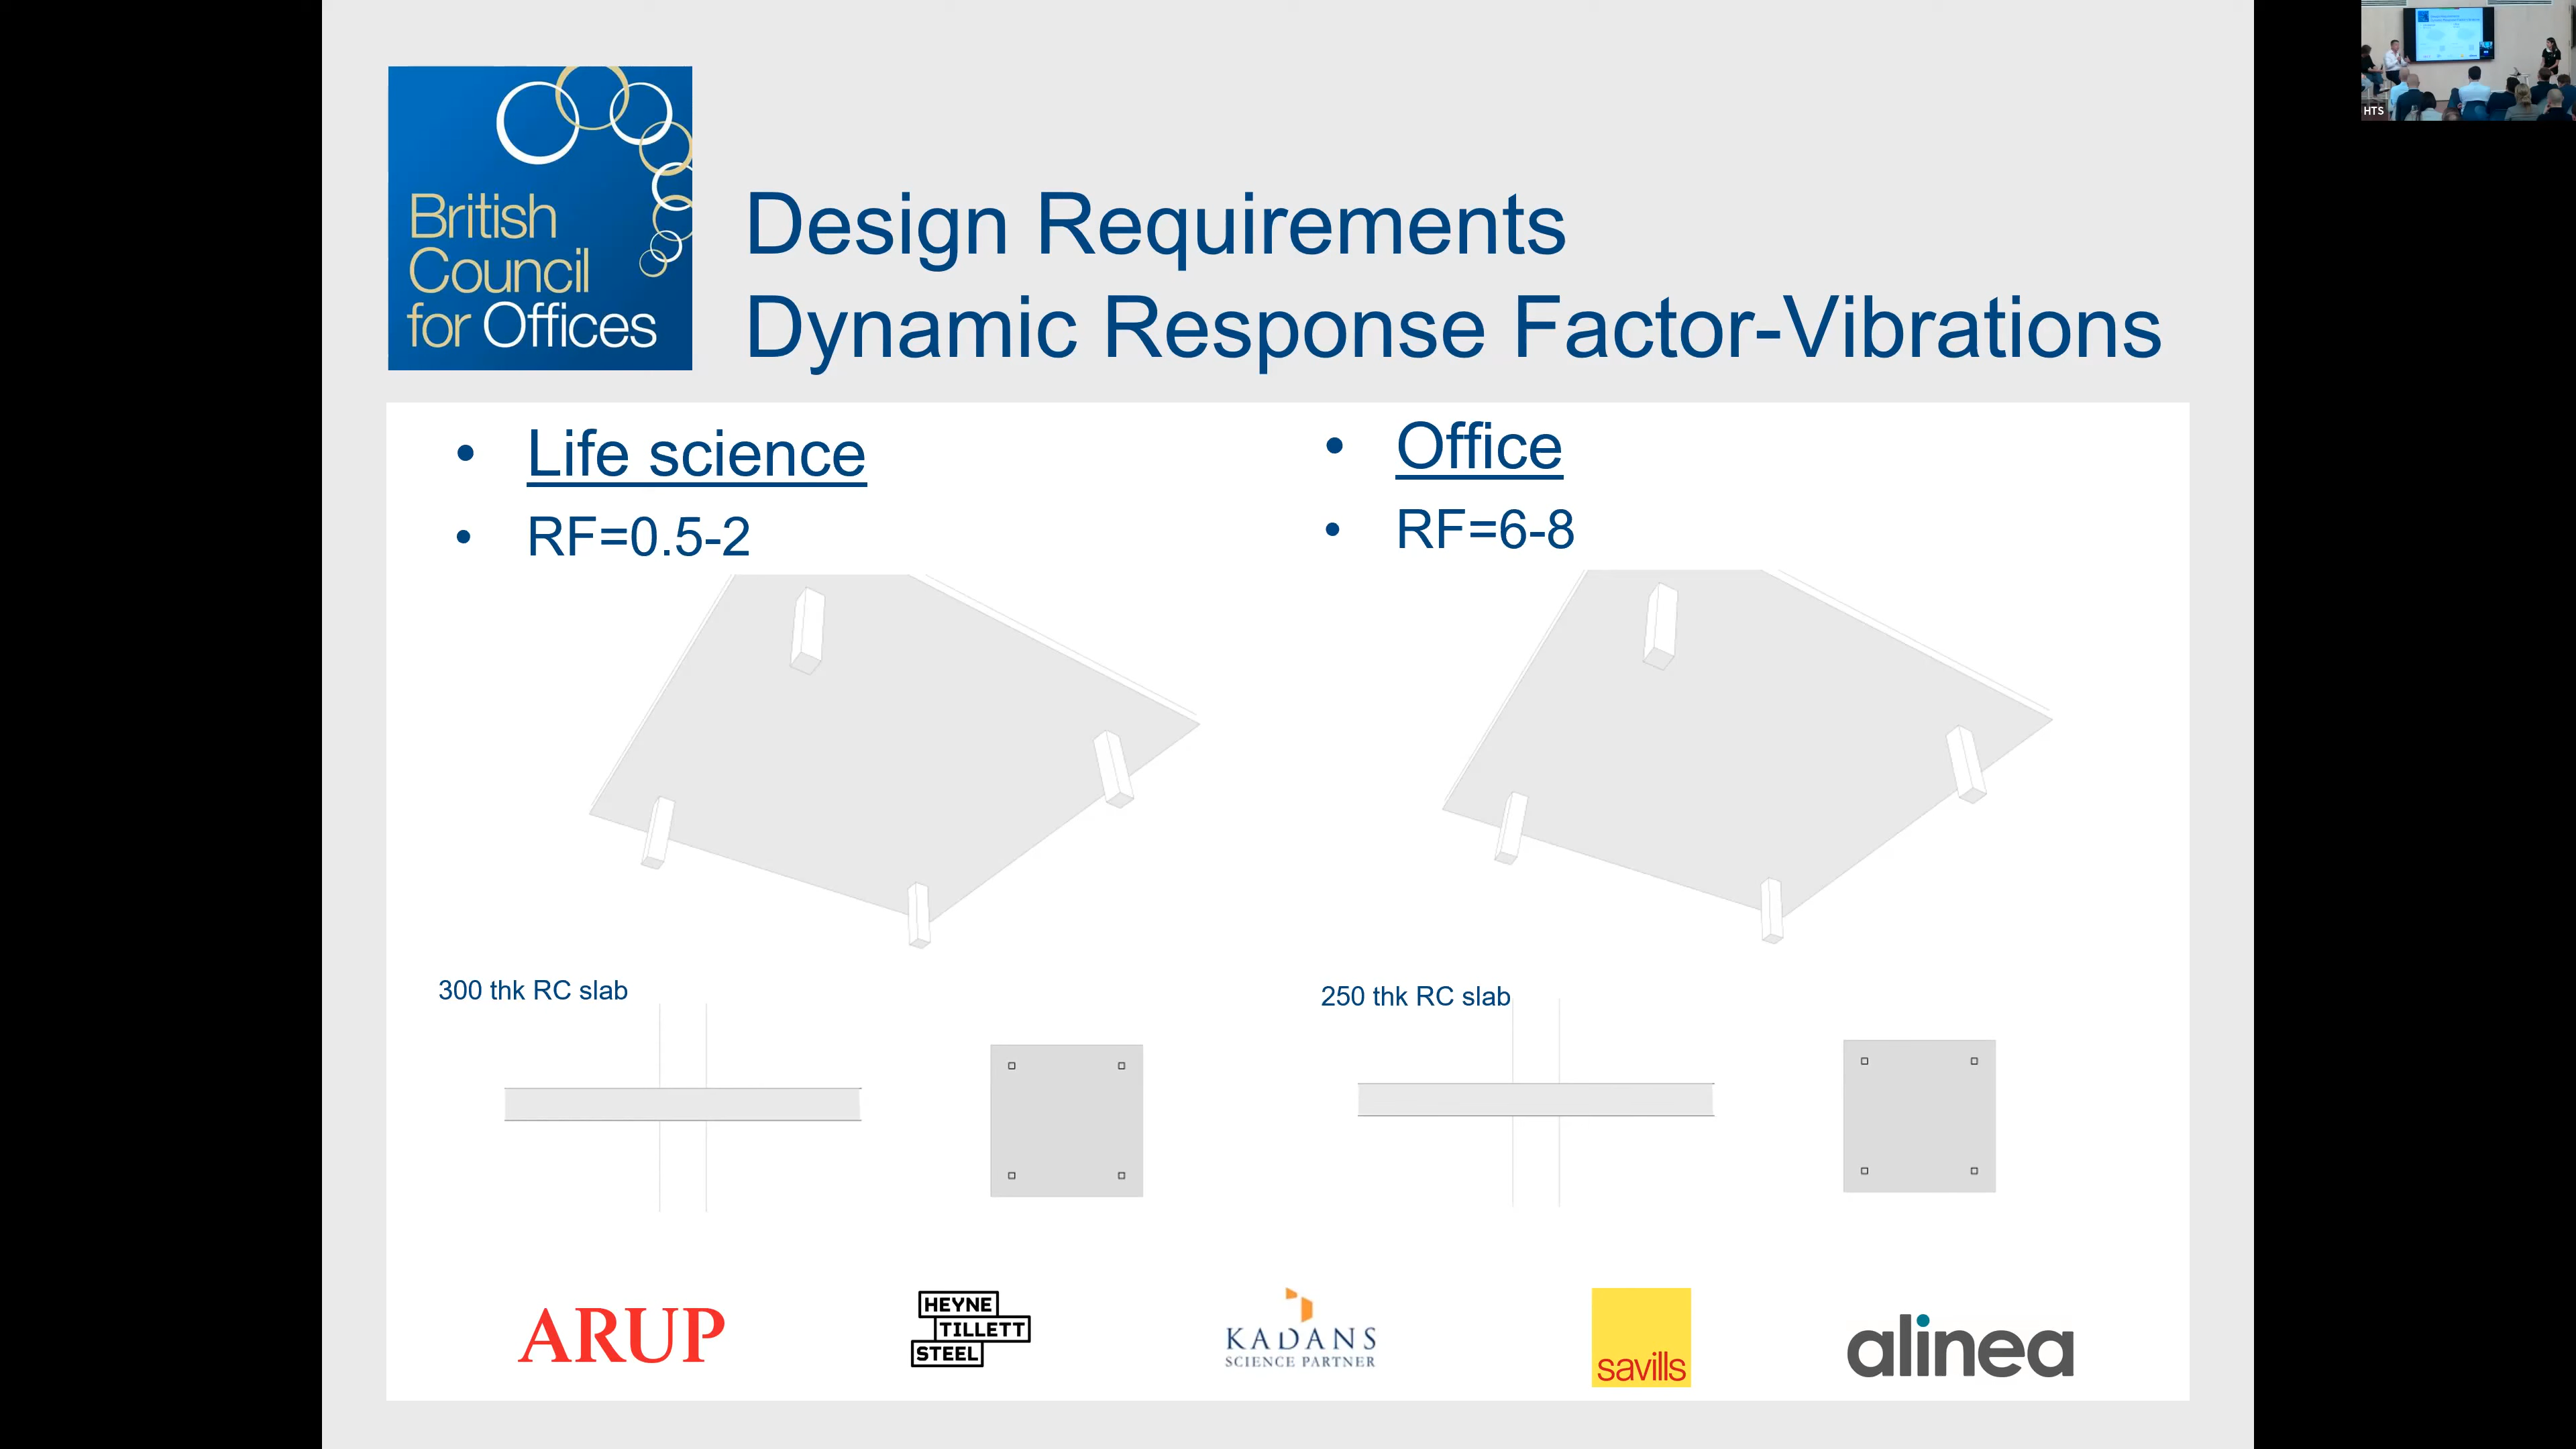 British
Council
for Offices
Design Requirements
Dynamic Response Factor-Vibrations
• Life science
• RF=0.5-2
• Office
• RF=6-8
300 thk RC slab
250 thk RC slab
ARUP
HEYNE
TILLETT
STEEL
KADANS
SCIENCE PARTNER
savills
alinea
HTS